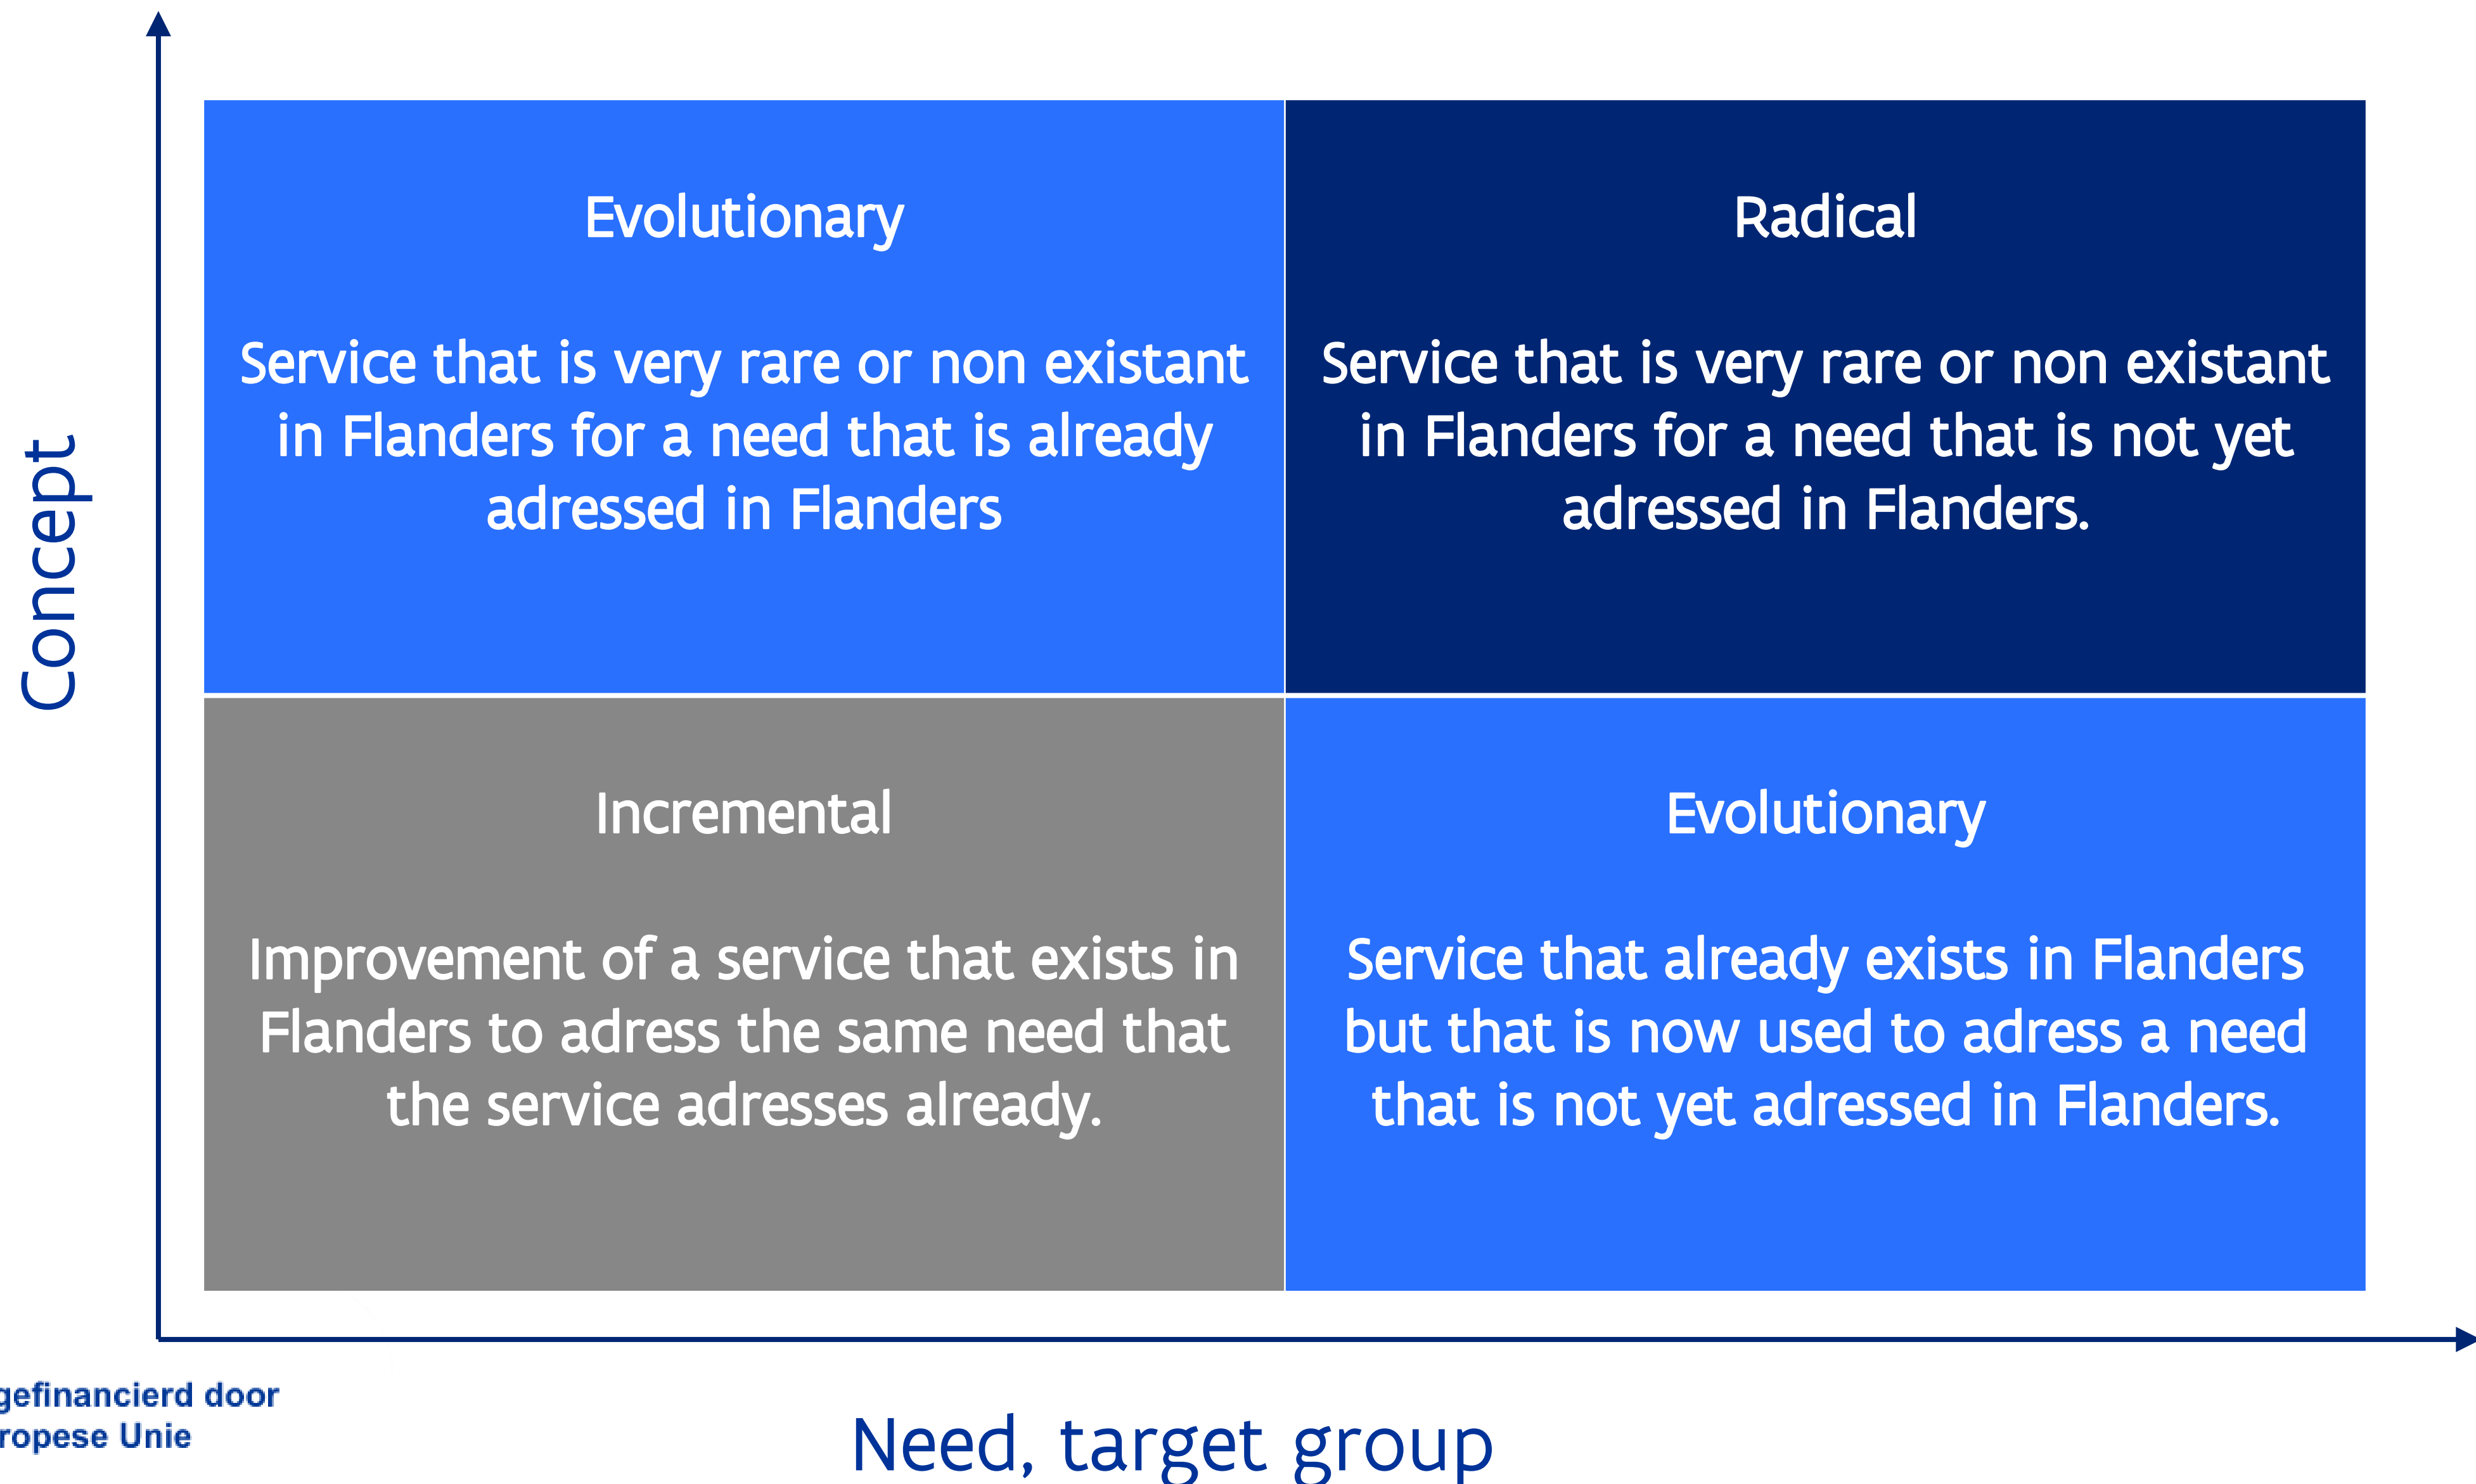 Concept
Evolutionary
Service that is very rare or non existant
in Flanders for a need that is already
adressed in Flanders
Radical
Service that is very rare or non existant
in Flanders for a need that is not yet
adressed in Flanders.
Incremental
Improvement of a service that exists in
Flanders to adress the same need that
the service adresses already.
Evolutionary
Service that already exists in Flanders
but that is now used to adress a need
that is not yet adressed in Flanders.
gefinancierd door
ropese Unie
Need, target group